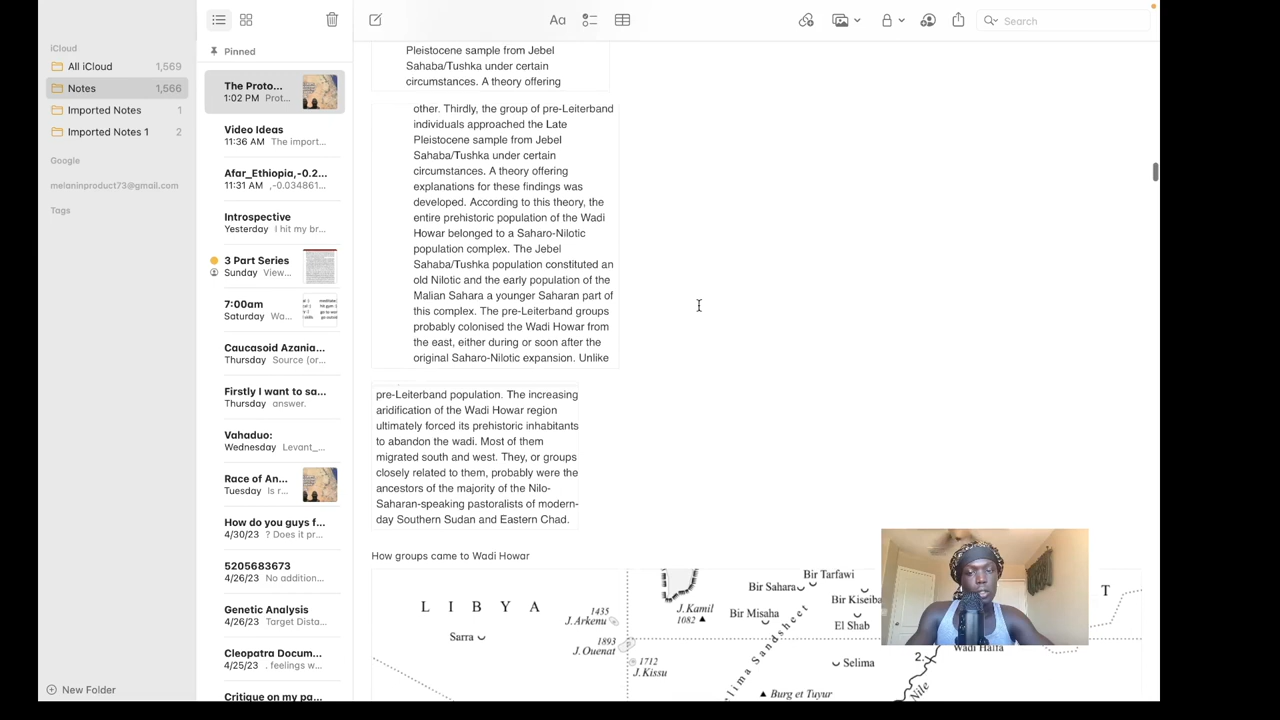 Aa
Search
iCloud
All iCloud 1,569
Notes 1,566
Imported Notes 1
Imported Notes 1 2
Google
melaninproduct73@gmail.com
Tags
New Folder
Pinned
The Proto...
1:02 PM Prot...
Video Ideas
11:36 AM The import...
Afar_Ethiopia,-0.2...
11:31 AM ,-0.034861...
Introspective
Yesterday I hit my br...
3 Part Series
Sunday View...
7:00am
Saturday Wa...
Caucasoid Azania...
Thursday Source (or...
Firstly I want to sa...
Thursday answer.
Vahaduo:
Wednesday Levant_...
Race of An...
Tuesday Is r...
How do you guys f...
4/30/23 ? Does it pr...
5205683673
4/26/23 No addition...
Genetic Analysis
4/26/23 Target Dista...
Cleopatra Docum...
4/25/23 . feelings w...
Critique on my pa...
Pleistocene sample from Jebel
Sahaba/Tushka under certain
circumstances. A theory offering
other. Thirdly, the group of pre-Leiterband
individuals approached the Late
Pleistocene sample from Jebel
Sahaba/Tushka under certain
circumstances. A theory offering
explanations for these findings was
developed. According to this theory, the
entire prehistoric population of the Wadi
Howar belonged to a Saharo-Nilotic
population complex. The Jebel
Sahaba/Tushka population constituted an
old Nilotic and the early population of the
Malian Sahara a younger Saharan part of
this complex. The pre-Leiterband groups
probably colonised the Wadi Howar from
the east, either during or soon after the
original Saharo-Nilotic expansion. Unlike
pre-Leiterband population. The increasing
aridification of the Wadi Howar region
ultimately forced its prehistoric inhabitants
to abandon the wadi. Most of them
migrated south and west. They, or groups
closely related to them, probably were the
ancestors of the majority of the Nilo-
Saharan-speaking pastoralists of modern-
day Southern Sudan and Eastern Chad.
How groups came to Wadi Howar
LIBYA
Sarra
1435
J. Arkenu
1893
J. Ouenat
1712
J. Kissu
J. Kamil
1082
Bir Sahara
Bir Tarfawi
Bir Misaha
Bir Kiseiba
El Shab
T
Selima
Burg et Tuyur
2.
Wadi Halfa
Nile